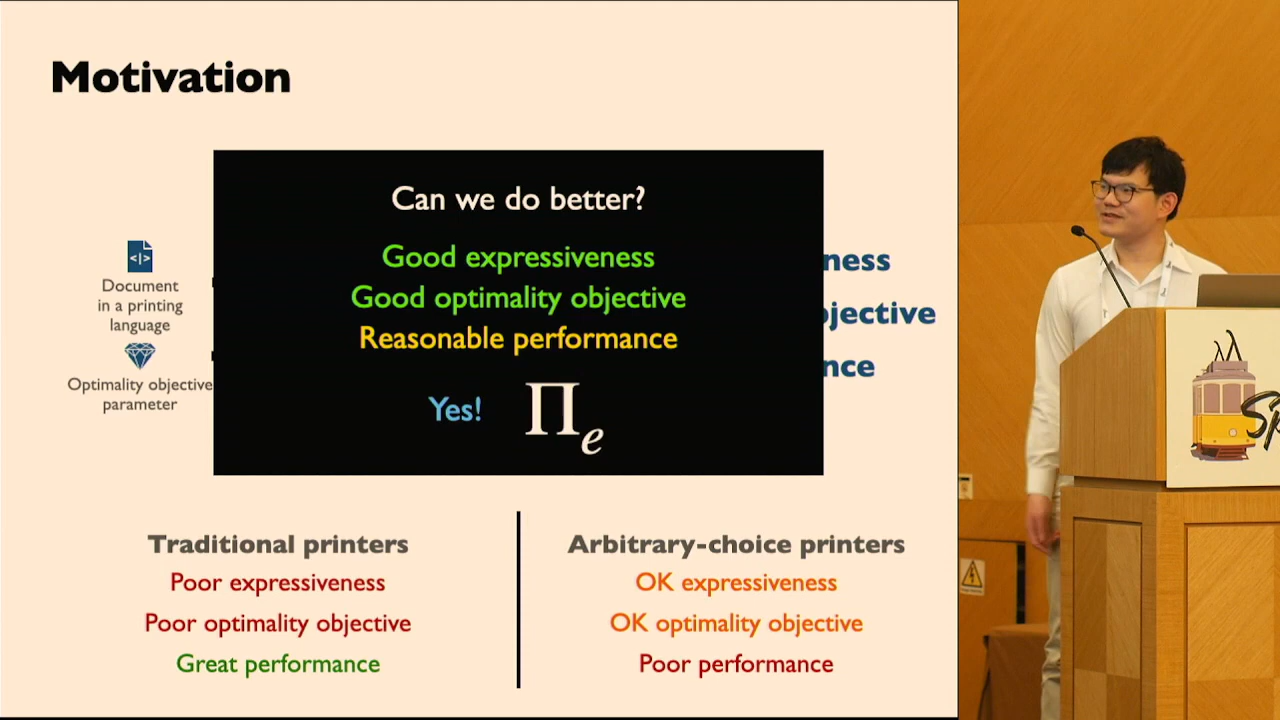 Motivation
Can we do better?
Good expressiveness
Good optimality objective
Reasonable performance
Yes! Πe
</>
Document
in a printing
language
Optimality objective
parameter
ness
jective
nce
Traditional printers
Poor expressiveness
Poor optimality objective
Great performance
Arbitrary-choice printers
OK expressiveness
OK optimality objective
Poor performance
SP